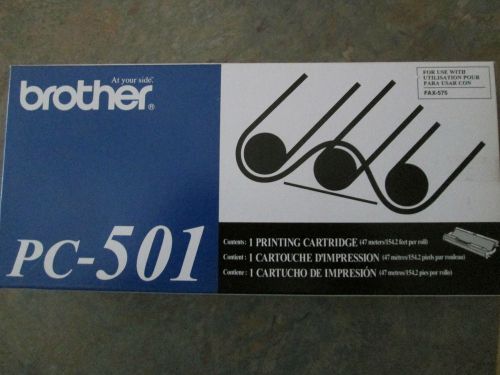 At your side.
brother®
PC-501
FOR USE WITH
UTILISATION POUR
PARA USAR CON
FAX-575
Contents: 1 PRINTING CARTRIDGE (47 meters/154.2 feet per roll)
Content : 1 CARTOUCHE D'IMPRESSION (47 mètres/154.2 pieds par rouleau)
Contiene : 1 CARTUCHO DE IMPRESIÓN (47 metros/154.2 pies por rollo)